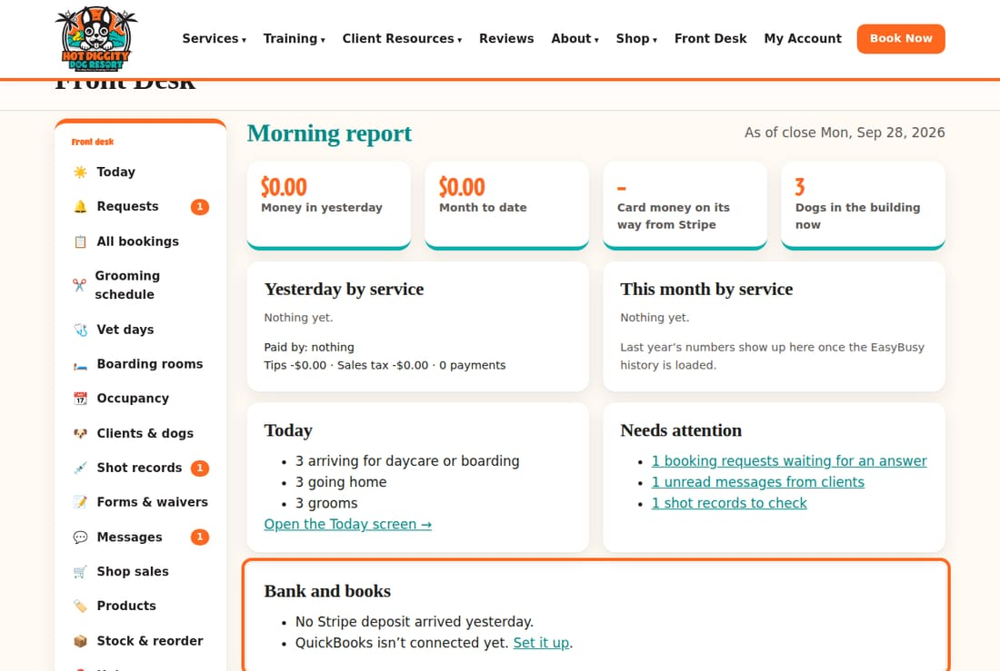 HOT DIGGITY
DOG RESORT
Services ▾
Training ▾
Client Resources ▾
Reviews
About ▾
Shop ▾
Front Desk
My Account
Book Now
Front Desk
Front desk
Today
Requests 1
All bookings
Grooming
schedule
Vet days
Boarding rooms
Occupancy
Clients & dogs
Shot records 1
Forms & waivers
Messages 1
Shop sales
Products
Stock & reorder
Morning report
As of close Mon, Sep 28, 2026
$0.00
Money in yesterday
$0.00
Month to date
–
Card money on its
way from Stripe
3
Dogs in the building
now
Yesterday by service
Nothing yet.
Paid by: nothing
Tips -$0.00 · Sales tax -$0.00 · 0 payments
This month by service
Nothing yet.
Last year’s numbers show up here once the EasyBusy
history is loaded.
Today
• 3 arriving for daycare or boarding
• 3 going home
• 3 grooms
Open the Today screen →
Needs attention
• 1 booking requests waiting for an answer
• 1 unread messages from clients
• 1 shot records to check
Bank and books
• No Stripe deposit arrived yesterday.
• QuickBooks isn’t connected yet. Set it up.